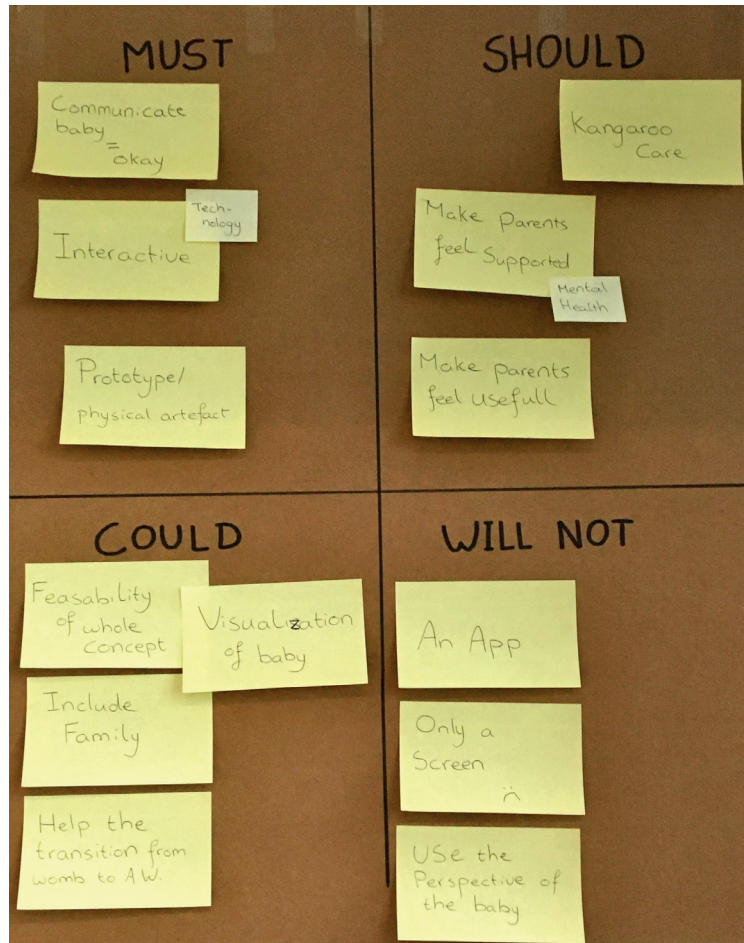 MUST
Communicate
baby
=
okay
Tech-
nology
Interactive
Prototype/
physical artefact
SHOULD
Kangaroo
Care
Make Parents
feel Supported
Mental
Health
Make parents
feel usefull
COULD
Feasability
of whole
concept
Visualization
of baby
Include
Family
Help the
transition from
womb to A.W.
WILL NOT
An App
Only a
Screen
:(
USe the
Perspective of
the baby